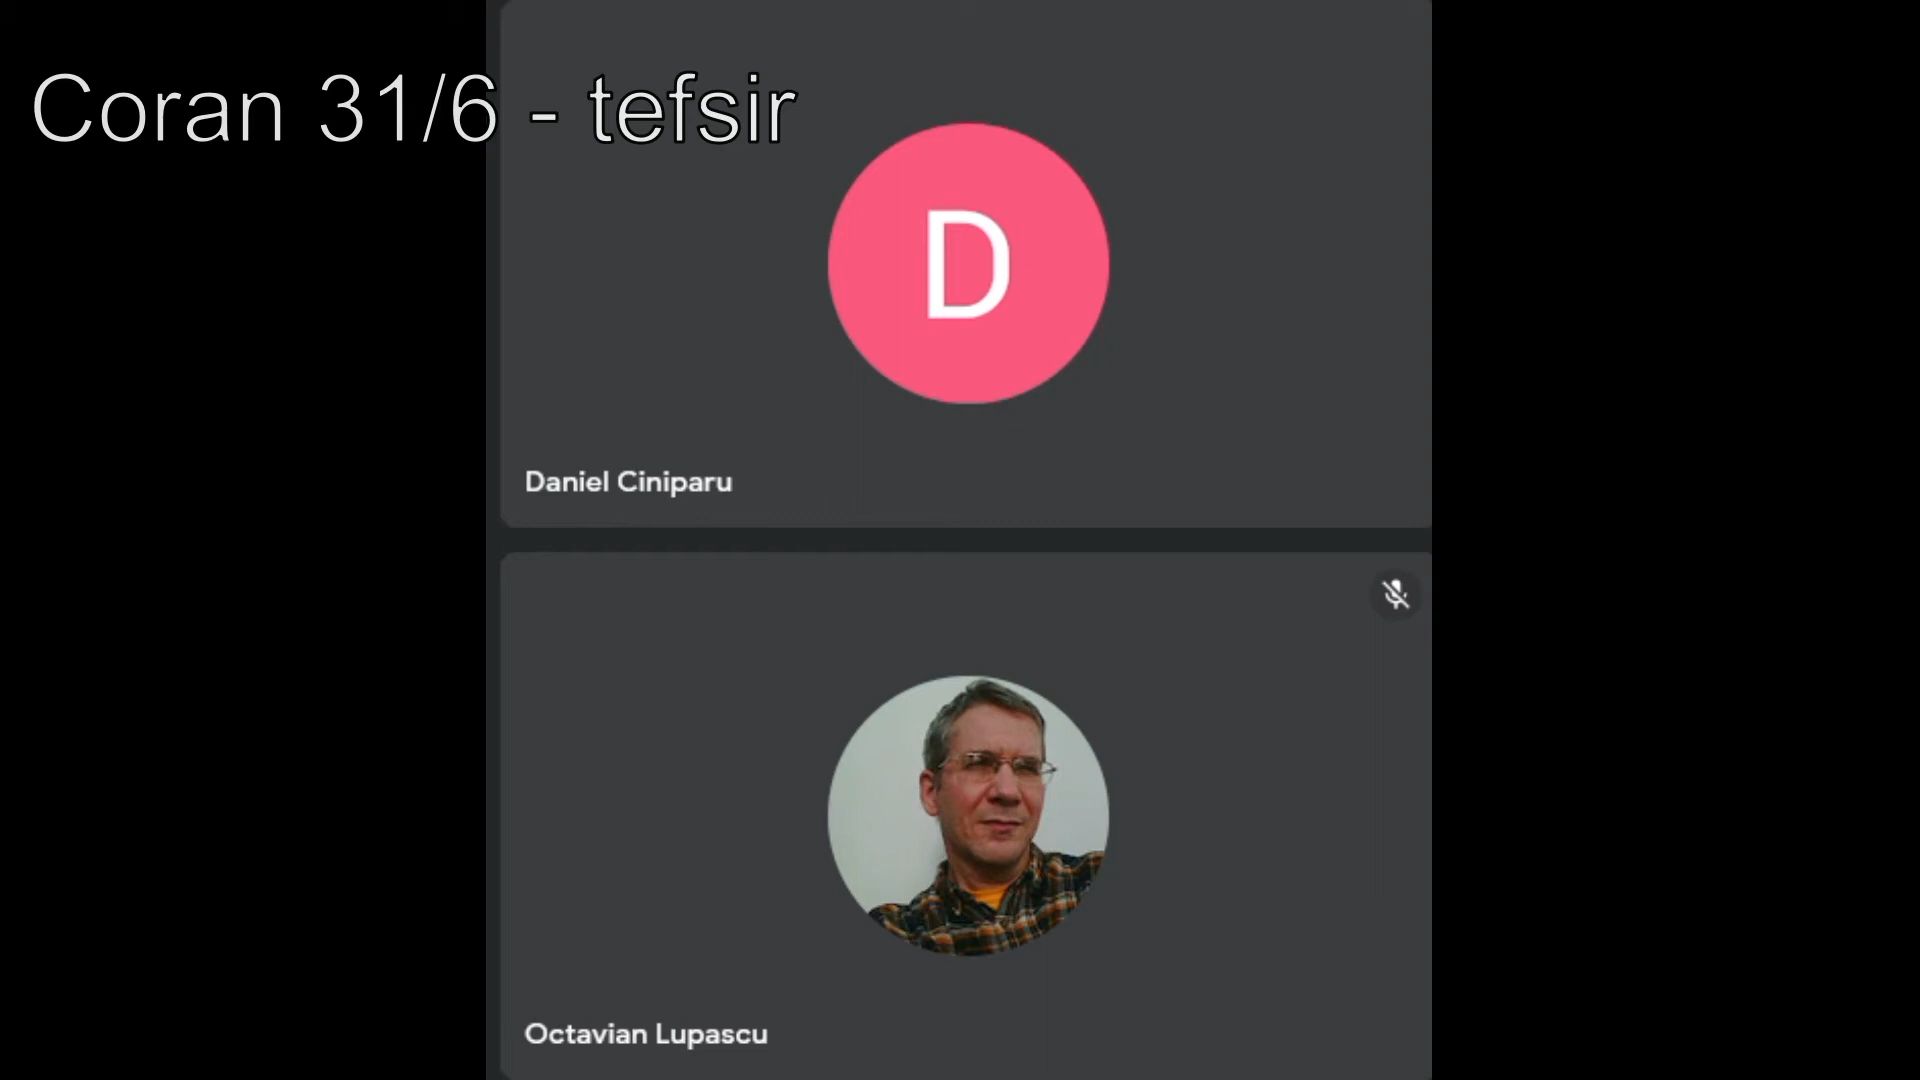 Coran 31/6 - tefsir
D
Daniel Ciniparu
Octavian Lupascu